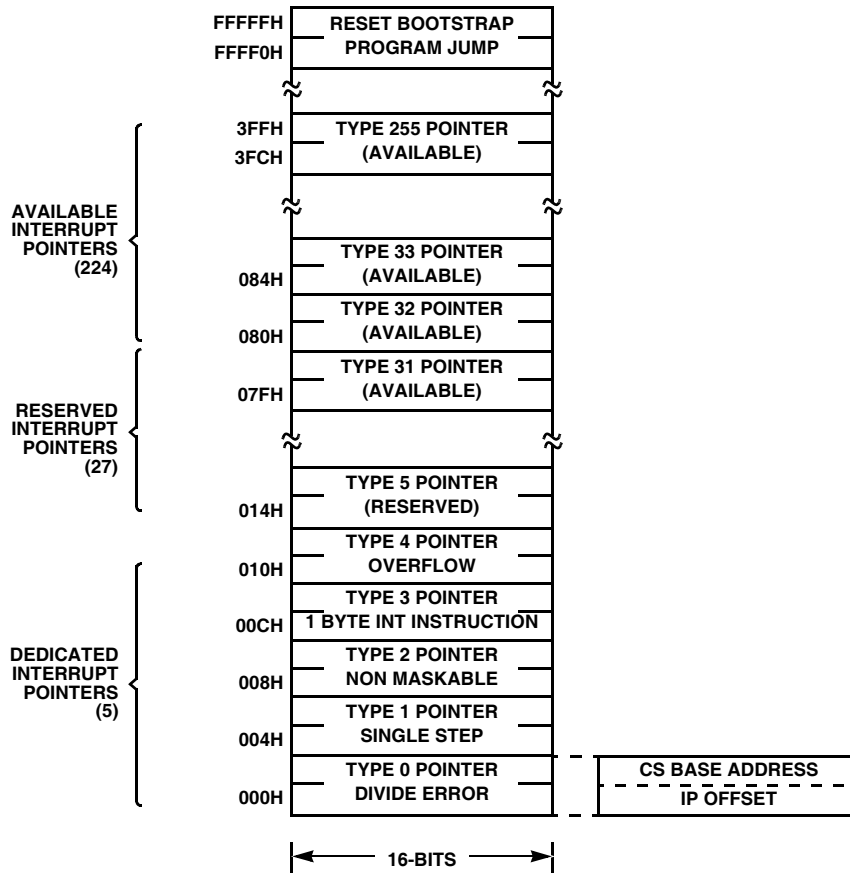 FFFFFH
RESET BOOTSTRAP
FFFF0H
PROGRAM JUMP
3FFH
TYPE 255 POINTER
3FCH
(AVAILABLE)
AVAILABLE
INTERRUPT
POINTERS
(224)
TYPE 33 POINTER
084H
(AVAILABLE)
TYPE 32 POINTER
080H
(AVAILABLE)
TYPE 31 POINTER
07FH
(AVAILABLE)
RESERVED
INTERRUPT
POINTERS
(27)
TYPE 5 POINTER
014H
(RESERVED)
TYPE 4 POINTER
010H
OVERFLOW
TYPE 3 POINTER
00CH
1 BYTE INT INSTRUCTION
DEDICATED
INTERRUPT
POINTERS
(5)
TYPE 2 POINTER
008H
NON MASKABLE
TYPE 1 POINTER
004H
SINGLE STEP
TYPE 0 POINTER
000H
DIVIDE ERROR
CS BASE ADDRESS
IP OFFSET
16-BITS